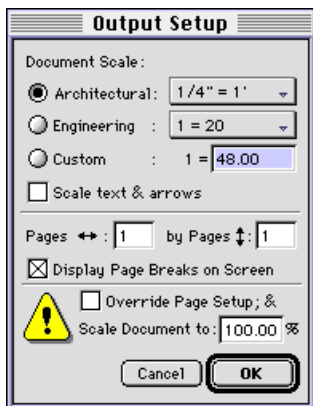 Output Setup
Document Scale:
Architectural: 1/4" = 1'
Engineering : 1 = 20
Custom : 1 = 48.00
Scale text & arrows
Pages ↔ : 1 by Pages ↕: 1
Display Page Breaks on Screen
Override Page Setup; &
Scale Document to: 100.00 %
Cancel OK